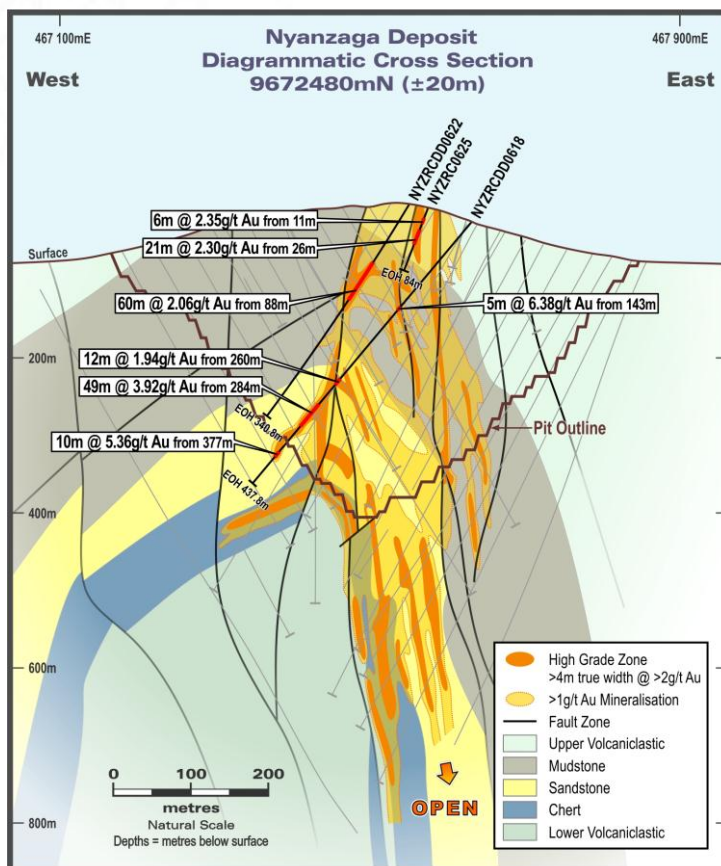 467 100mE
467 900mE
Nyanzaga Deposit
Diagrammatic Cross Section
9672480mN (±20m)
West
East
NYZRCDD0622
NYZRC0625
NYZRCDD0618
6m @ 2.35g/t Au from 11m
21m @ 2.30g/t Au from 26m
Surface
EOH 84m
60m @ 2.06g/t Au from 88m
5m @ 6.38g/t Au from 143m
200m
12m @ 1.94g/t Au from 260m
49m @ 3.92g/t Au from 284m
EOH 340.8m
10m @ 5.36g/t Au from 377m
Pit Outline
EOH 437.8m
400m
600m
High Grade Zone
>4m true width @ >2g/t Au
>1g/t Au Mineralisation
Fault Zone
Upper Volcaniclastic
Mudstone
Sandstone
Chert
Lower Volcaniclastic
0 100 200
metres
Natural Scale
Depths = metres below surface
OPEN
800m